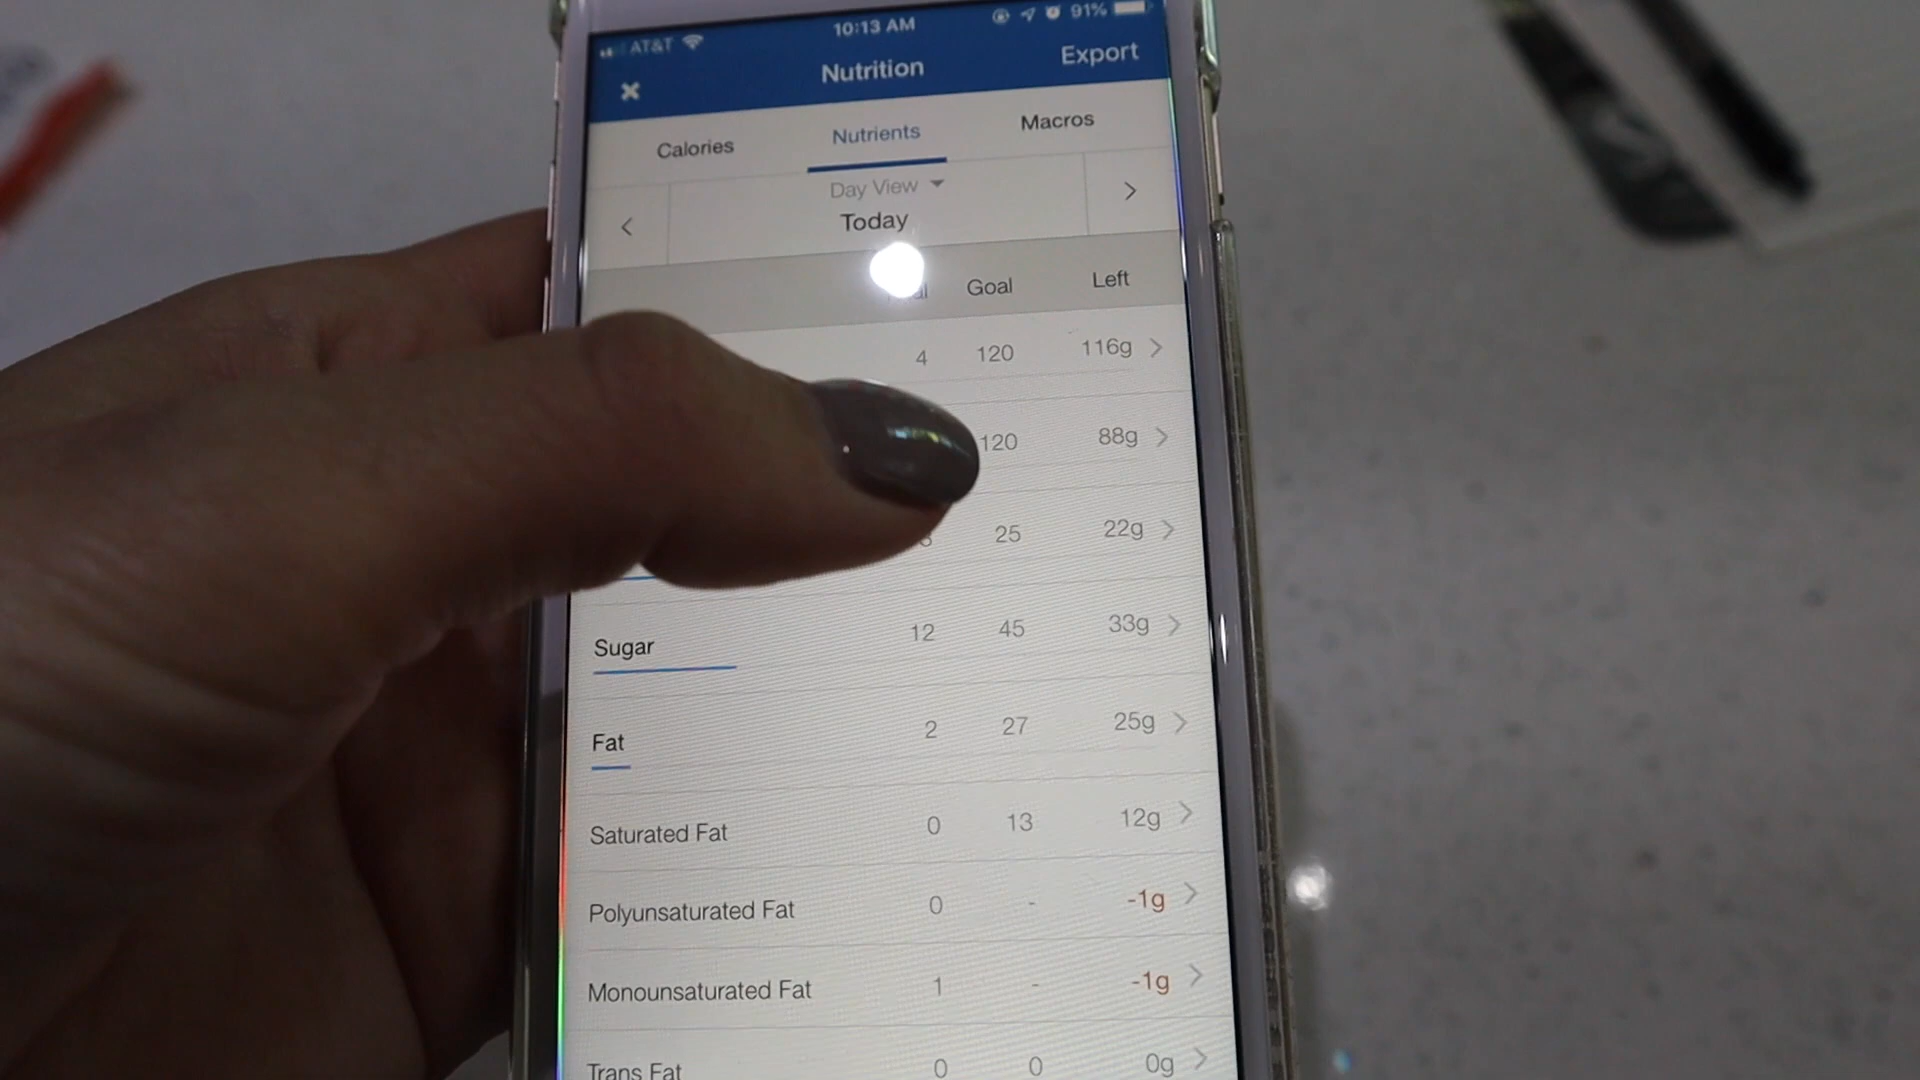 AT&T 10:13 AM 91%
× Nutrition Export
Calories Nutrients Macros
Day View
Today
Goal Left
4 120 116g
120 88g
25 22g
Sugar 12 45 33g
Fat 2 27 25g
Saturated Fat 0 13 12g
Polyunsaturated Fat 0 - -1g
Monounsaturated Fat 1 - -1g
Trans Fat 0 0 0g